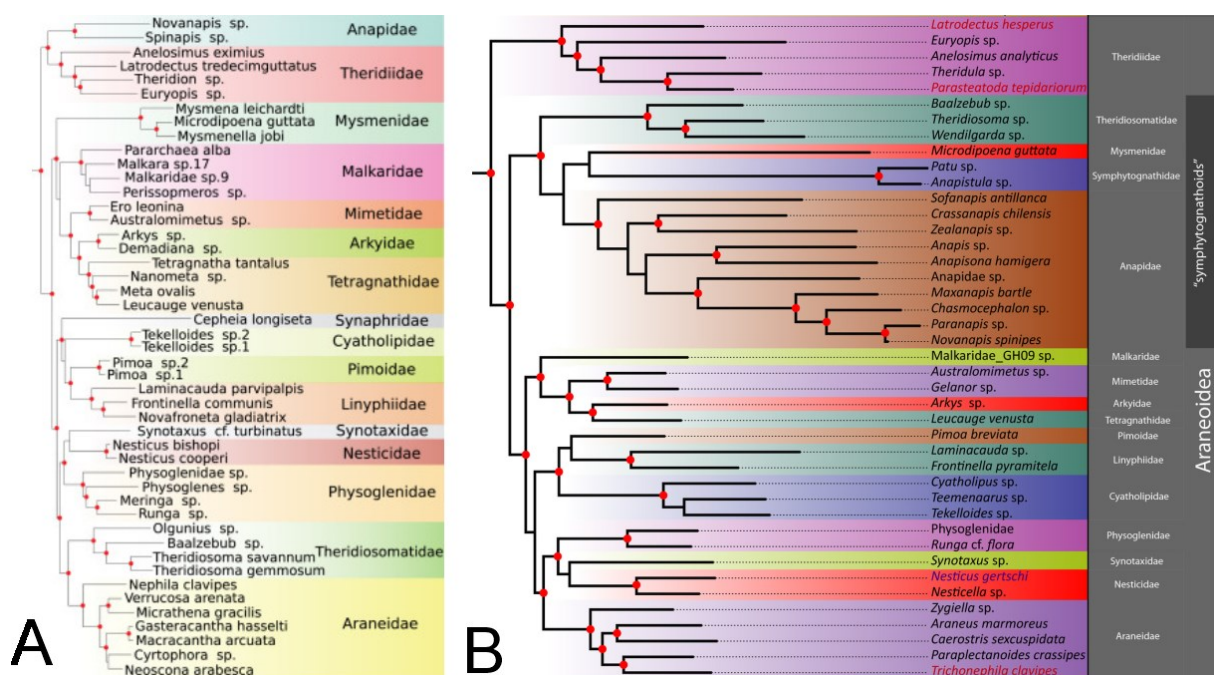 Novanapis sp.
Spinapis sp.
Anapidae
Anelosimus eximius
Latrodectus tredecimguttatus
Theridion sp.
Euryopis sp.
Theridiidae
Mysmena leichardti
Microdipoena guttata
Mysmenella jobi
Mysmenidae
Pararchaea alba
Malkara sp.17
Malkaridae sp.9
Perissopmeros sp.
Malkaridae
Ero leonina
Australomimetus sp.
Mimetidae
Arkys sp.
Demadiana sp.
Arkyidae
Tetragnatha tantalus
Nanometa sp.
Meta ovalis
Leucauge venusta
Tetragnathidae
Cepheia longiseta
Synaphridae
Tekelloides sp.2
Tekelloides sp.1
Cyatholipidae
Pimoa sp.2
Pimoa sp.1
Pimoidae
Laminacauda parvipalpis
Frontinella communis
Novafroneta gladiatrix
Linyphiidae
Synotaxus cf. turbinatus
Synotaxidae
Nesticus bishopi
Nesticus cooperi
Nesticidae
Physoglenidae sp.
Physoglenes sp.
Meringa sp.
Runga sp.
Physoglenidae
Olgunius sp.
Baalzebub sp.
Theridiosoma savannum
Theridiosoma gemmosum
Theridiosomatidae
Nephila clavipes
Verrucosa arenata
Micrathena gracilis
Gasteracantha hasselti
Macracantha arcuata
Cyrtophora sp.
Neoscona arabesca
Araneidae
A
Latrodectus hesperus
Euryopis sp.
Anelosimus analyticus
Theridula sp.
Parasteatoda tepidariorum
Theridiidae
Baalzebub sp.
Theridiosoma sp.
Wendilgarda sp.
Theridiosomatidae
Microdipoena guttata
Mysmenidae
Patu sp.
Anapistula sp.
Symphytognathidae
Sofanapis antillanca
Crassanapis chilensis
Zealanapis sp.
Anapis sp.
Anapisona hamigera
Anapidae sp.
Maxanapis bartle
Chasmocephalon sp.
Paranapis sp.
Novanapis spinipes
Anapidae
"symphytognathoids"
Malkaridae_GH09 sp.
Malkaridae
Australomimetus sp.
Gelanor sp.
Mimetidae
Arkys sp.
Arkyidae
Leucauge venusta
Tetragnathidae
Pimoa breviata
Pimoidae
Laminacauda sp.
Frontinella pyramitela
Linyphiidae
Cyatholipus sp.
Teemenaarus sp.
Tekelloides sp.
Cyatholipidae
Physoglenidae
Runga cf. flora
Physoglenidae
Synotaxus sp.
Synotaxidae
Nesticus gertschi
Nesticella sp.
Nesticidae
Zygiella sp.
Araneus marmoreus
Caerostris sexcuspidata
Paraplectanoides crassipes
Trichonephila clavipes
Araneidae
Araneoidea
B